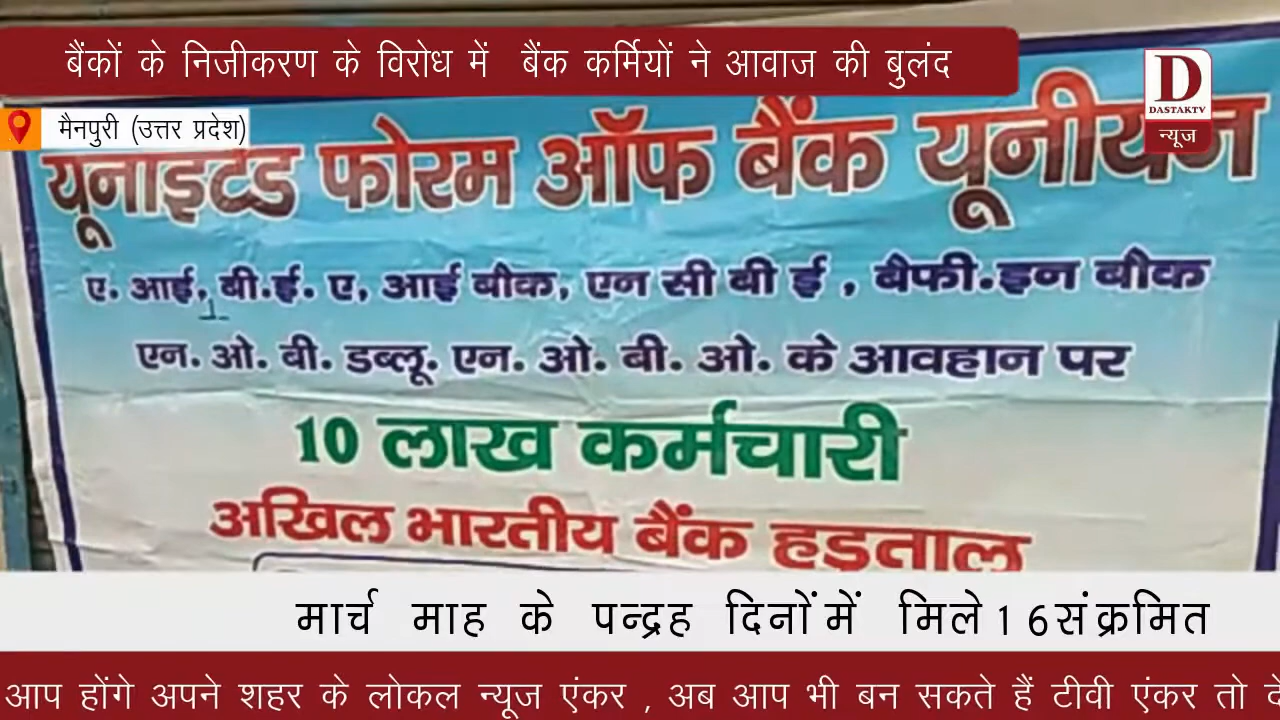 बैंकों के निजीकरण के विरोध में बैंक कर्मियों ने आवाज की बुलंद
DASTAKTV
न्यूज
मैनपुरी (उत्तर प्रदेश)
यूनाइटेड फोरम ऑफ बैंक यूनीयन
ए. आई. बी.ई. ए, आई बीक, एन सी बी ई , बेफी.इन बौक
एन. ओ. बी. डब्लू. एन. ओ. बी. ओ. के आवहान पर
10 लाख कर्मचारी
अखिल भारतीय बैंक हड़ताल
मार्च माह के पन्द्रह दिनों में मिले 16संक्रमित
आप होंगे अपने शहर के लोकल न्यूज एंकर , अब आप भी बन सकते हैं टीवी एंकर तो